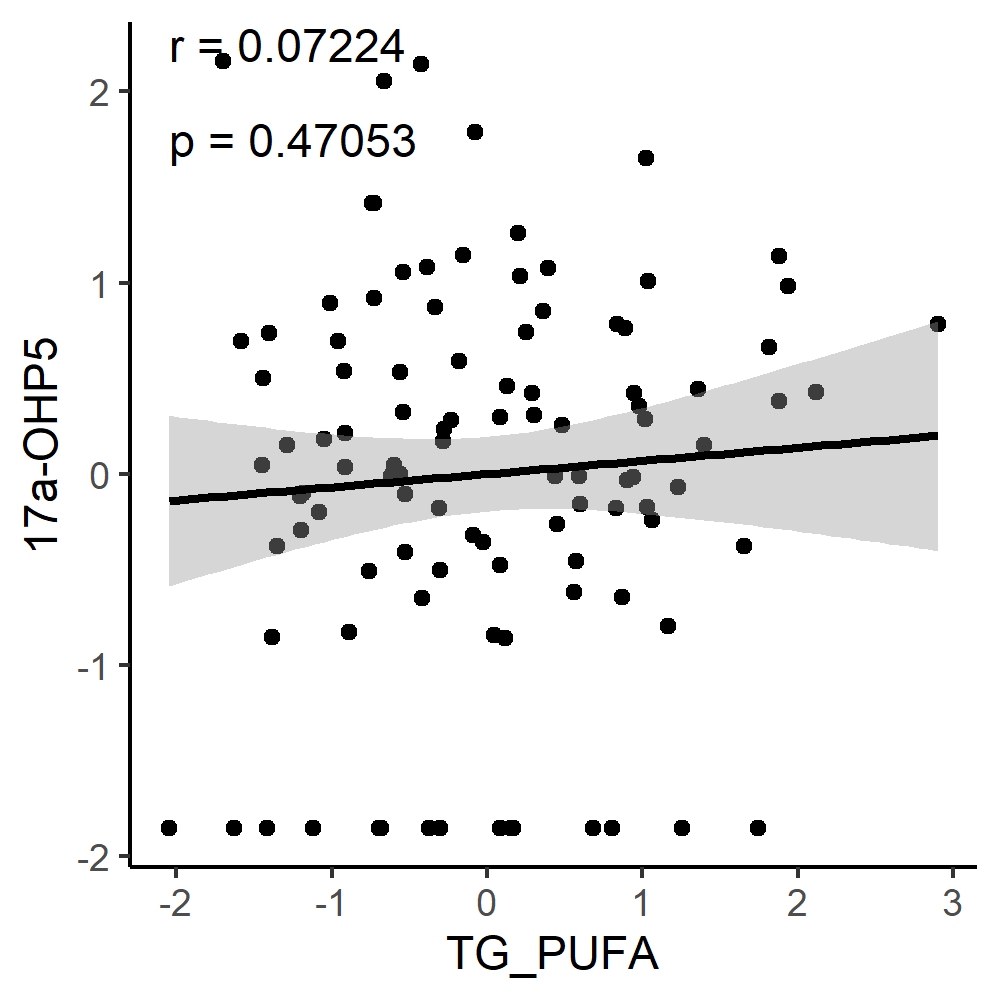 r = 0.07224
p = 0.47053
2
1
0
-1
-2
17a-OHP5
-2 -1 0 1 2 3
TG_PUFA